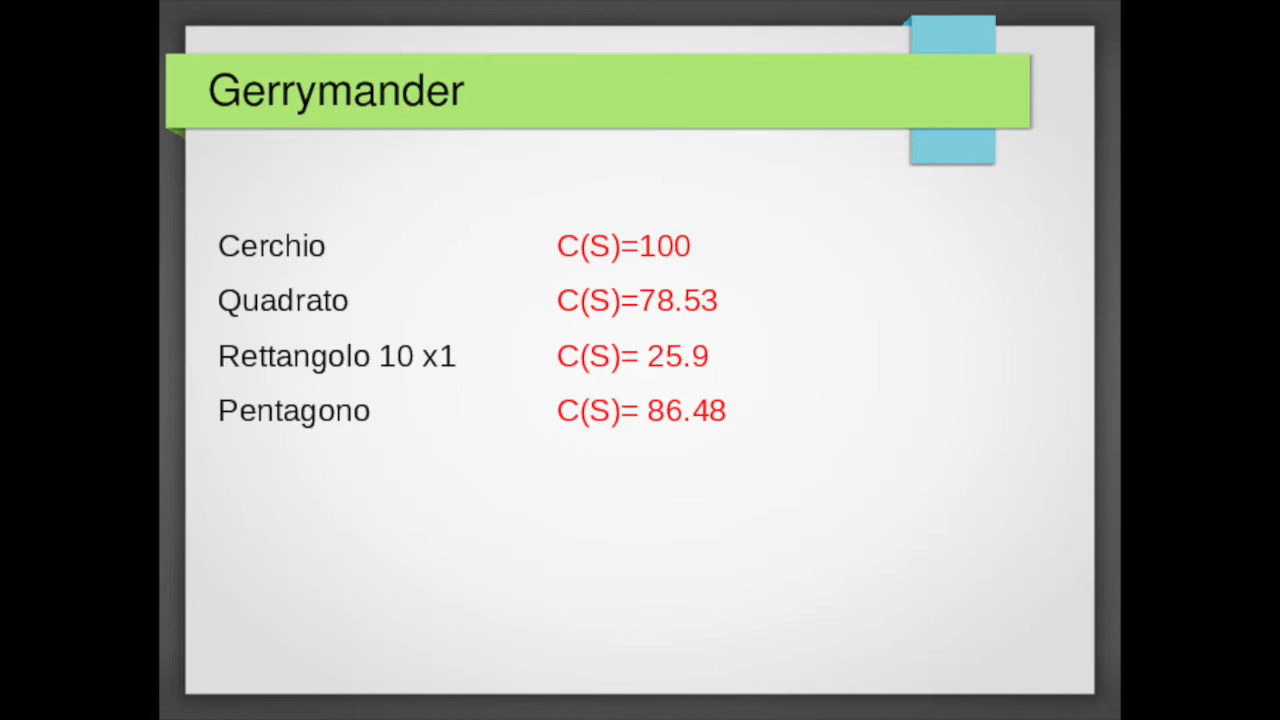 Gerrymander
Cerchio C(S)=100
Quadrato C(S)=78.53
Rettangolo 10 x1 C(S)= 25.9
Pentagono C(S)= 86.48